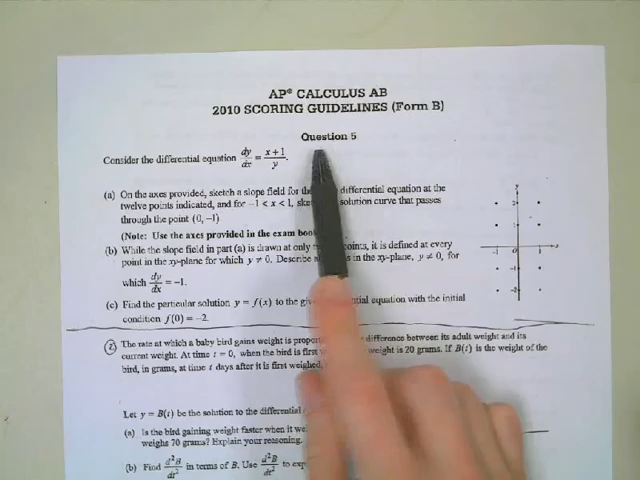 AP® CALCULUS AB
2010 SCORING GUIDELINES (Form B)
Question 5
Consider the differential equation dy/dx = (x + 1)/y.
(a) On the axes provided, sketch a slope field for the differential equation at the
twelve points indicated, and for −1 < x < 1, sketch solution curve that passes
through the point (0, −1)
(Note: Use the axes provided in the exam
(b) While the slope field in part (a) is drawn at only points, it is defined at every
point in the xy-plane for which y ≠ 0. Describe in the xy-plane, y ≠ 0, for
which dy/dx = −1.
(c) Find the particular solution y = f(x) to the differential equation with the initial
condition f(0) = −2.
y
2
1
−1 O 1 x
−1
−2
2 The rate at which a baby bird gains weight is difference between its adult weight and its
current weight. At time t = 0, when the bird is first weight is 20 grams. If B(t) is the weight of the
bird, in grams, at time t days after it is first weighed,
Let y = B(t) be the solution to the differential
(a) Is the bird gaining weight faster when it
weighs 70 grams? Explain your reasoning.
(b) Find d²B/dt² in terms of B. Use d²B/dt² to